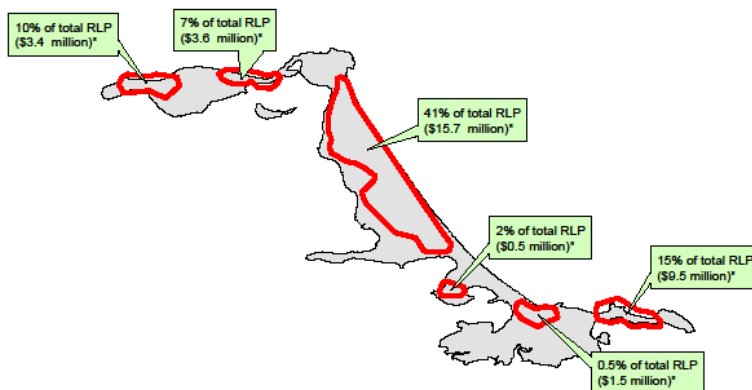 10% of total RLP
($3.4 million)*
7% of total RLP
($3.6 million)*
41% of total RLP
($15.7 million)*
2% of total RLP
($0.5 million)*
15% of total RLP
($9.5 million)*
0.5% of total RLP
($1.5 million)*